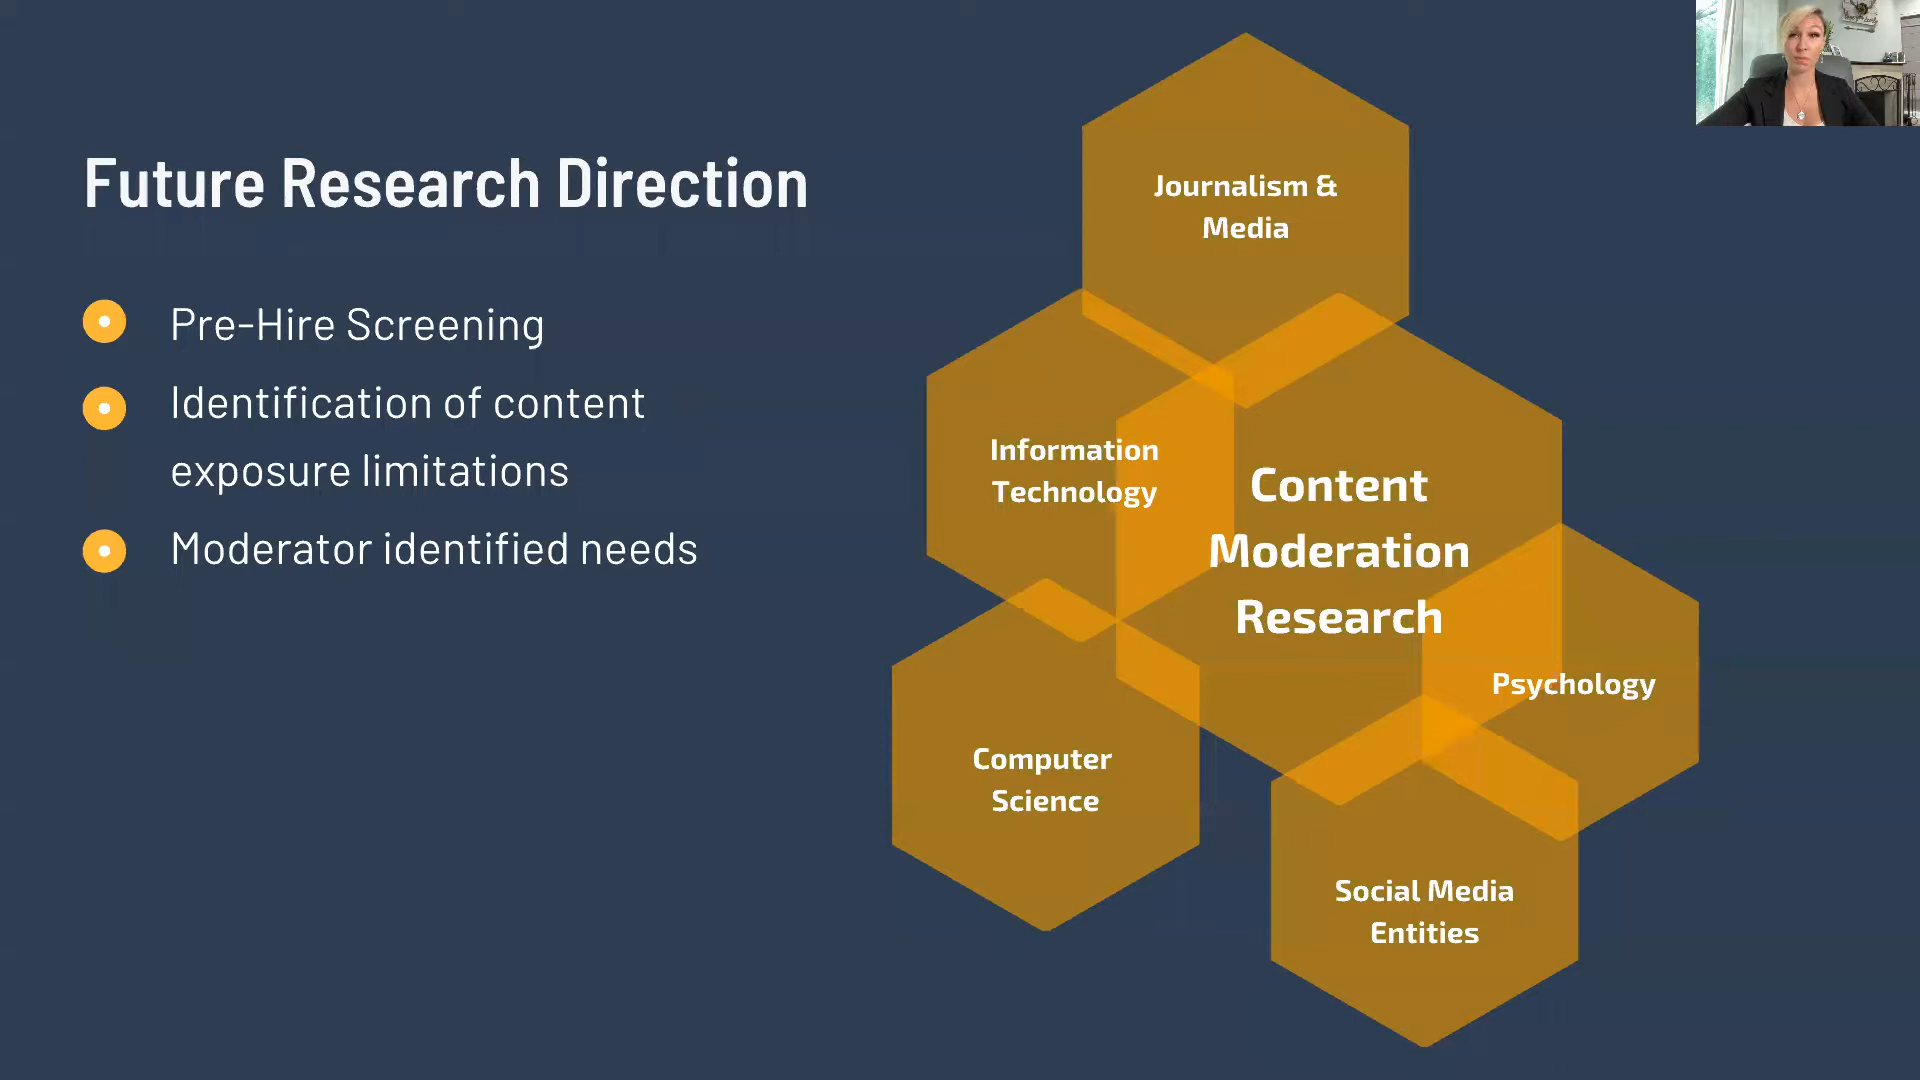 Future Research Direction
Pre-Hire Screening
Identification of content
exposure limitations
Moderator identified needs
Journalism &
Media
Information
Technology
Content
Moderation
Research
Psychology
Computer
Science
Social Media
Entities